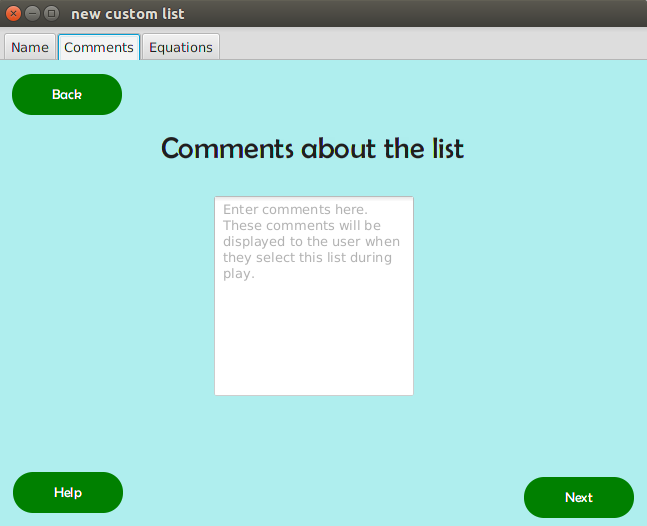 new custom list
Name Comments Equations
Back
Comments about the list
Enter comments here.
These comments will be
displayed to the user when
they select this list during
play.
Help
Next